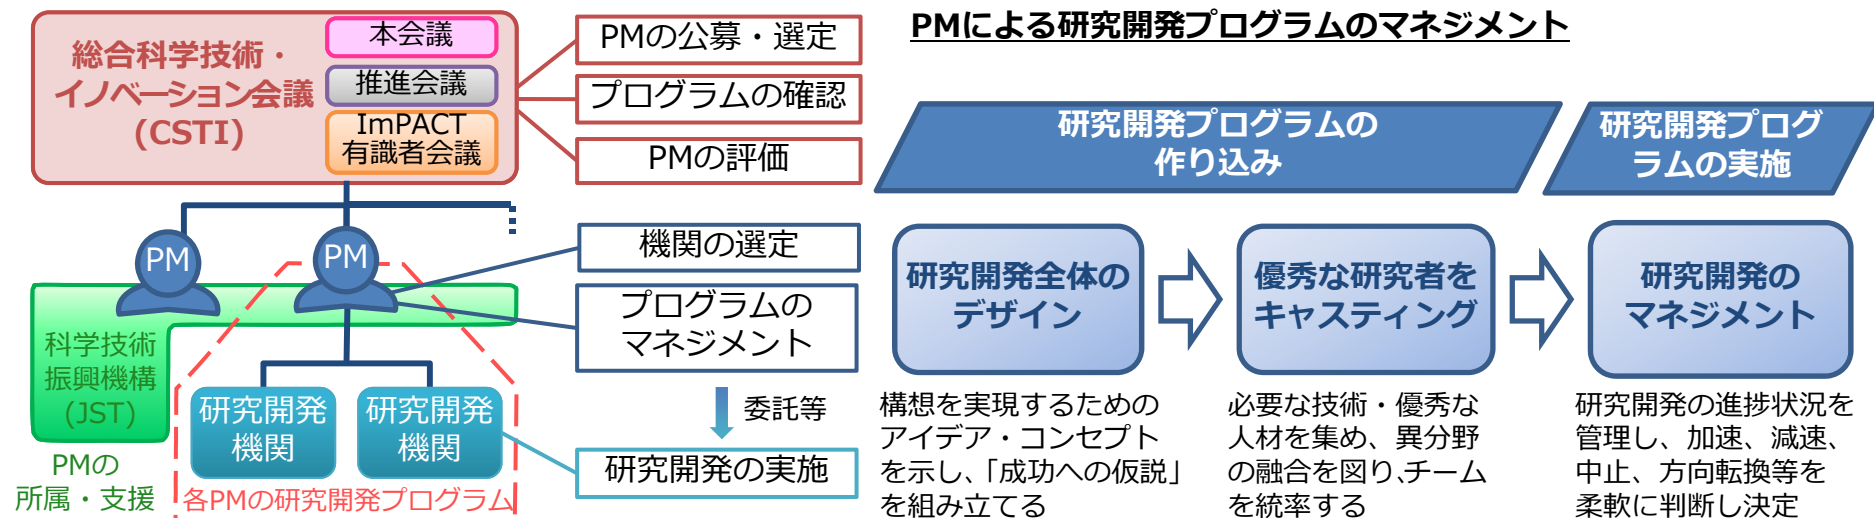 総合科学技術・
イノベーション会議
(CSTI)
本会議
推進会議
ImPACT
有識者会議
PMの公募・選定
プログラムの確認
PMの評価
PM
PM
機関の選定
プログラムの
マネジメント
科学技術
振興機構
(JST)
研究開発
機関
研究開発
機関
委託等
研究開発の実施
PMの
所属・支援
各PMの研究開発プログラム
PMによる研究開発プログラムのマネジメント
研究開発プログラムの
作り込み
研究開発プログ
ラムの実施
研究開発全体の
デザイン
優秀な研究者を
キャスティング
研究開発の
マネジメント
構想を実現するための
アイデア・コンセプト
を示し、「成功への仮説」
を組み立てる
必要な技術・優秀な
人材を集め、異分野
の融合を図り、チーム
を統率する
研究開発の進捗状況を
管理し、加速、減速、
中止、方向転換等を
柔軟に判断し決定